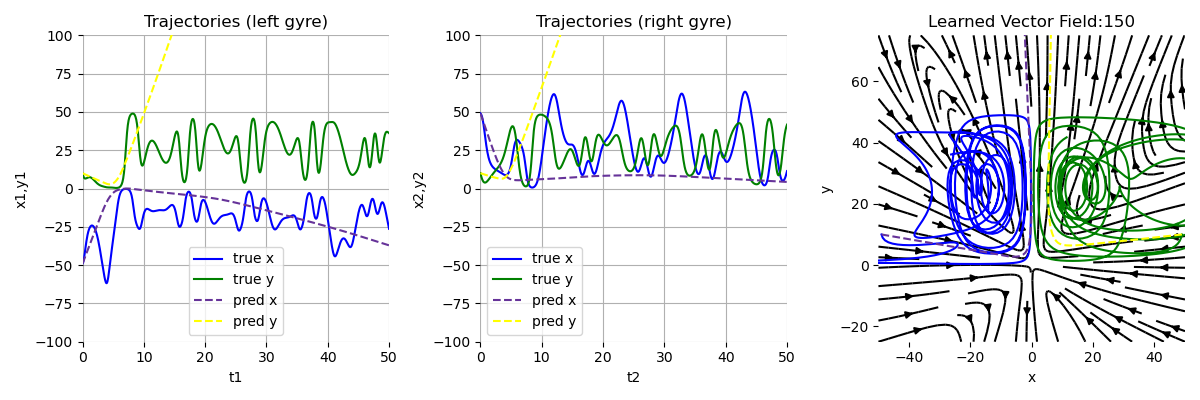 Trajectories (left gyre)
100
75
50
25
0
−25
−50
−75
−100
x1,y1
0
10
20
30
40
50
t1
true x
true y
pred x
pred y
Trajectories (right gyre)
100
75
50
25
0
−25
−50
−75
−100
x2,y2
0
10
20
30
40
50
t2
true x
true y
pred x
pred y
Learned Vector Field:150
60
40
20
0
−20
y
−40
−20
0
20
40
x